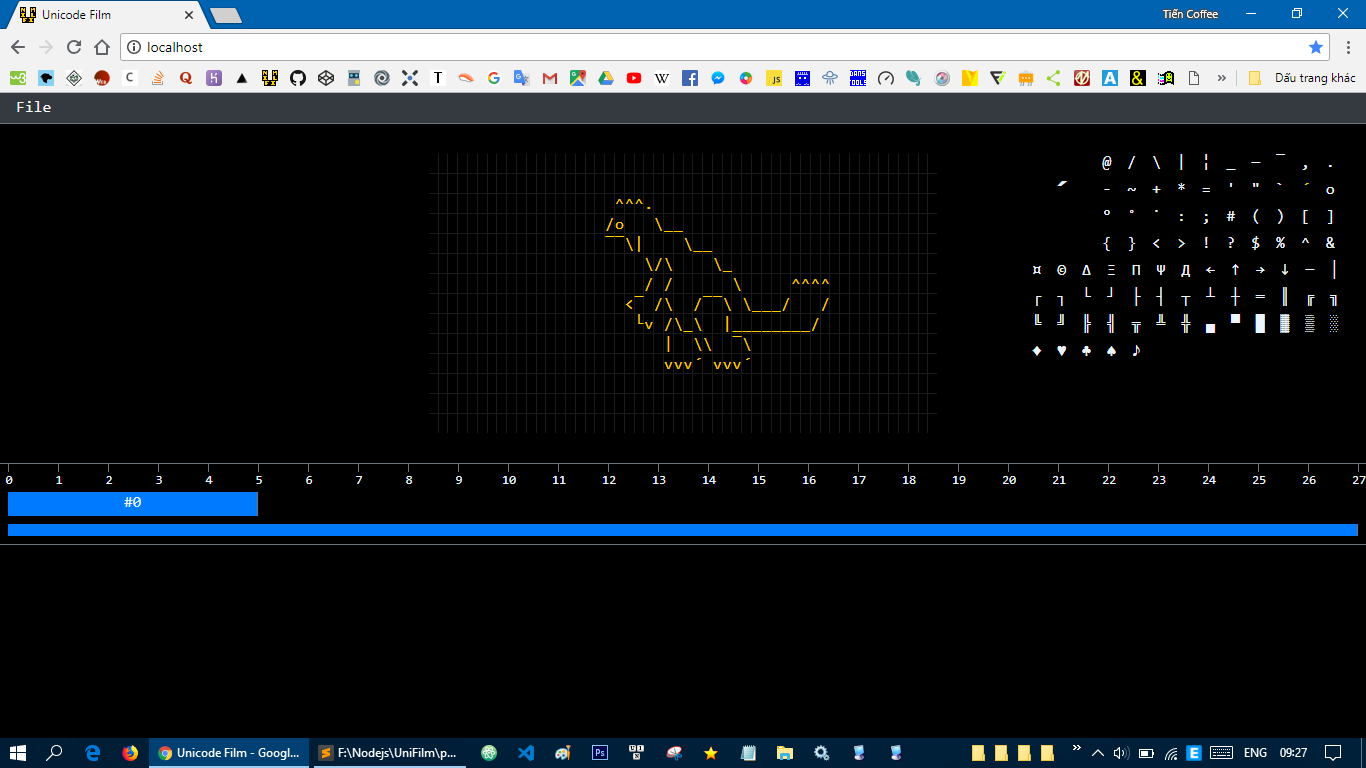 Unicode Film
Tiến Coffee
localhost
Dấu trang khác
File
@ / \ | ¦ _ – ¯ , .
- ~ + * = ' " ` ´ o
º ° ˙ : ; # ( ) [ ]
{ } < > ! ? $ % ^ &
¤ © Δ Ξ Π Ψ Д ← ↑ → ↓ ─ │
┌ ┐ └ ┘ ├ ┤ ┬ ┴ ┼ ═ ║ ╔ ╗
╚ ╝ ╠ ╣ ╦ ╩ ╬ ▄ ▀ █ ▓ ▒ ░
♦ ♥ ♣ ♠ ♪
^^^.
/o   \__
¯¯\|    \__
\/\    \_
_/ /   __ \     ^^^^
<  /\  /  \ \___/   /
└v /\_\  |________/
|  \\  ¯\
vvv´ vvv´
0 1 2 3 4 5 6 7 8 9 10 11 12 13 14 15 16 17 18 19 20 21 22 23 24 25 26 27
#0
Unicode Film - Googl...
F:\Nodejs\UniFilm\p...
ENG
09:27